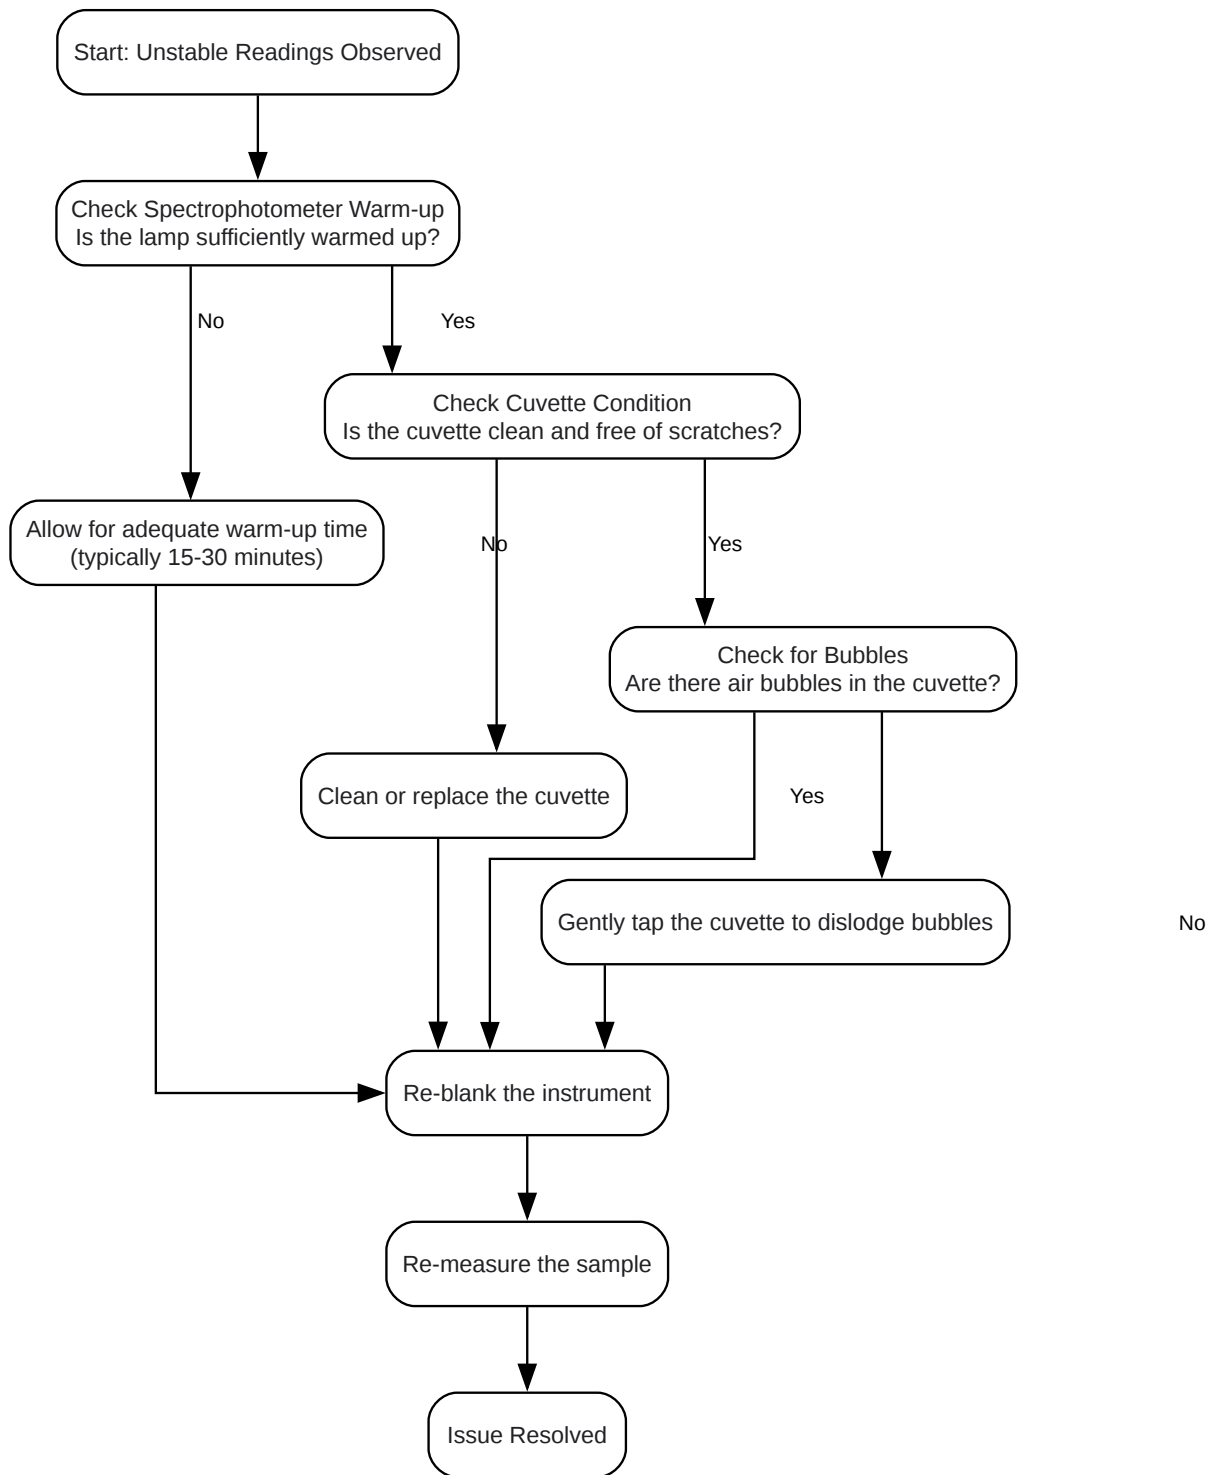 Start: Unstable Readings Observed
Check Spectrophotometer Warm-up
Is the lamp sufficiently warmed up?
No
Yes
Check Cuvette Condition
Is the cuvette clean and free of scratches?
Allow for adequate warm-up time
(typically 15-30 minutes)
No
Yes
Check for Bubbles
Are there air bubbles in the cuvette?
Clean or replace the cuvette
Yes
Gently tap the cuvette to dislodge bubbles
No
Re-blank the instrument
Re-measure the sample
Issue Resolved